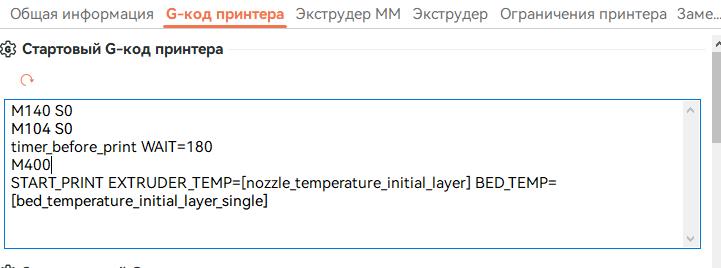 Общая информация G-код принтера Экструдер ММ Экструдер Ограничения принтера Заме...
Стартовый G-код принтера
M140 S0
M104 S0
timer_before_print WAIT=180
M400
START_PRINT EXTRUDER_TEMP=[nozzle_temperature_initial_layer] BED_TEMP=
[bed_temperature_initial_layer_single]